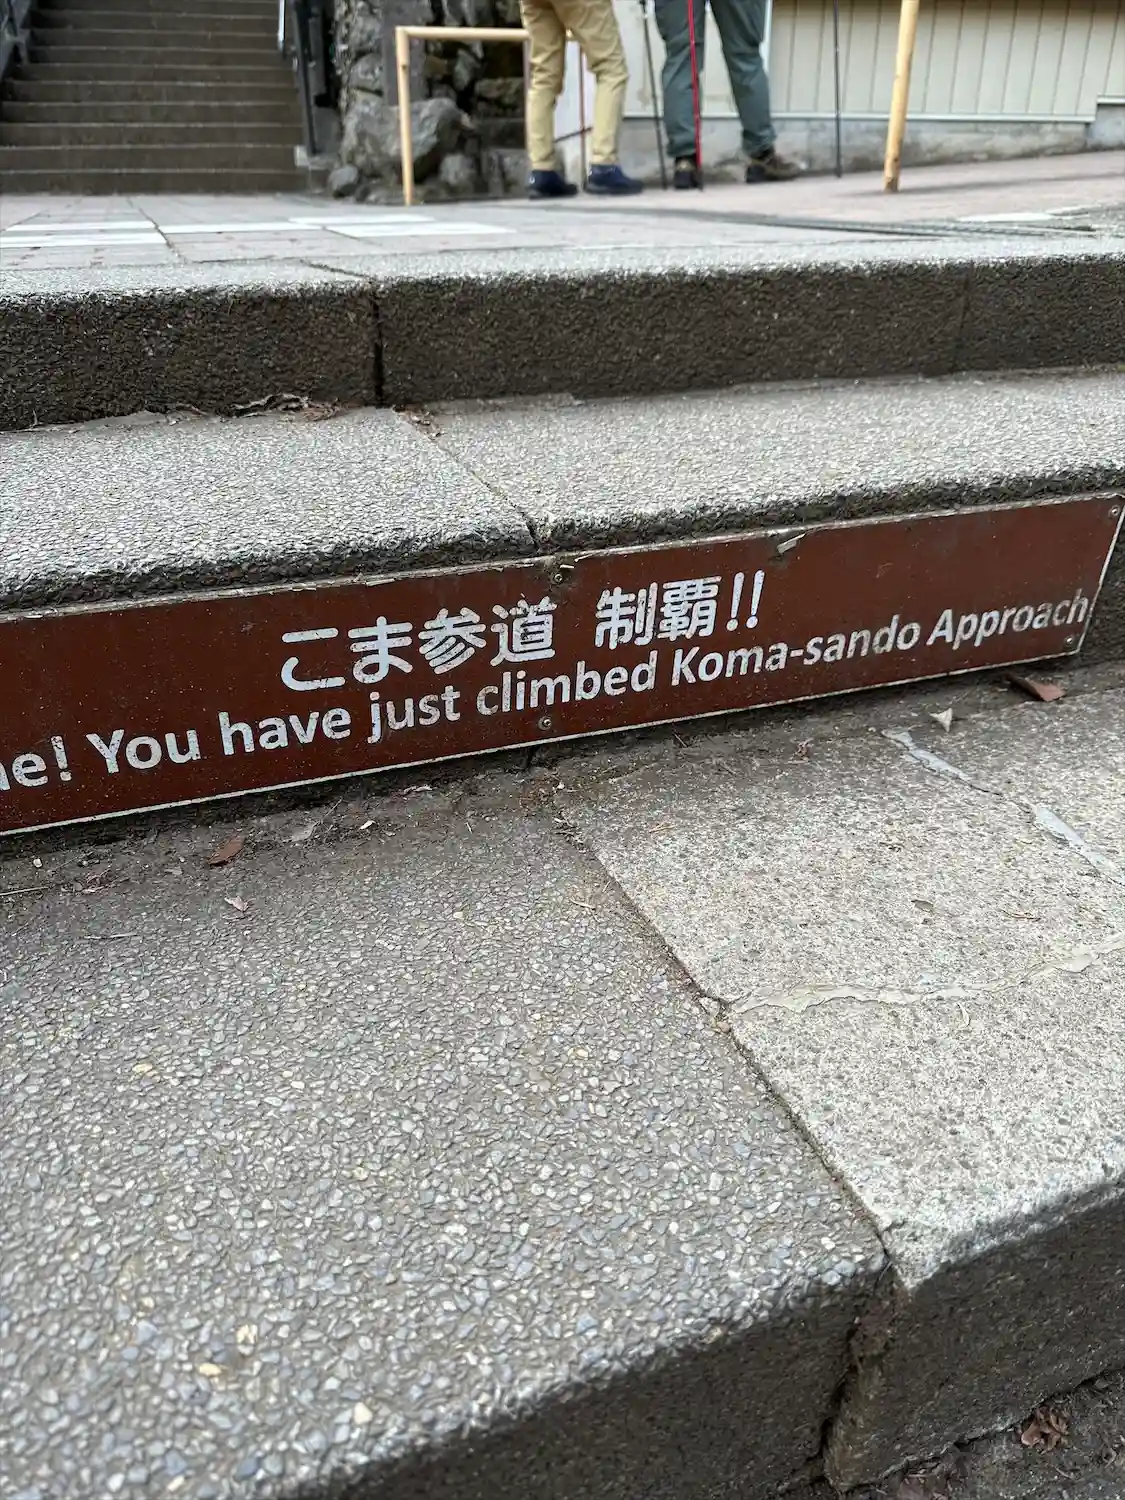 こま参道 制覇!!
! You have just climbed Koma-sando Approach